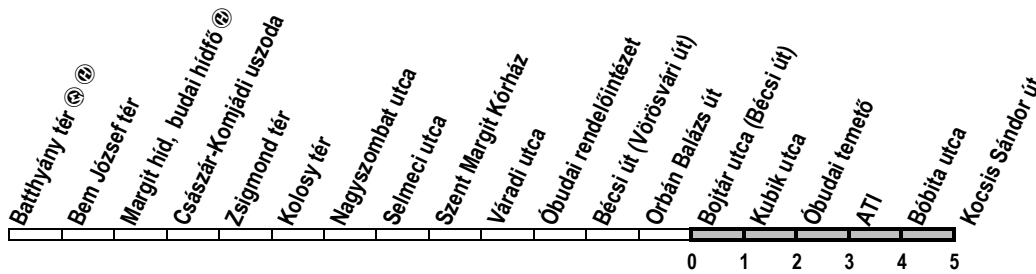 Batthyány tér Ⓜ Ⓗ
Bem József tér
Margit híd, budai hídfő Ⓗ
Császár-Komjádi uszoda
Zsigmond tér
Kolosy tér
Nagyszombat utca
Selmeci utca
Szent Margit Kórház
Váradi utca
Óbudai rendelőintézet
Bécsi út (Vörösvári út)
Orbán Balázs út
Bojtár utca (Bécsi út)
Kubik utca
Óbudai temető
ATI
Bóbita utca
Kocsis Sándor út
0 1 2 3 4 5